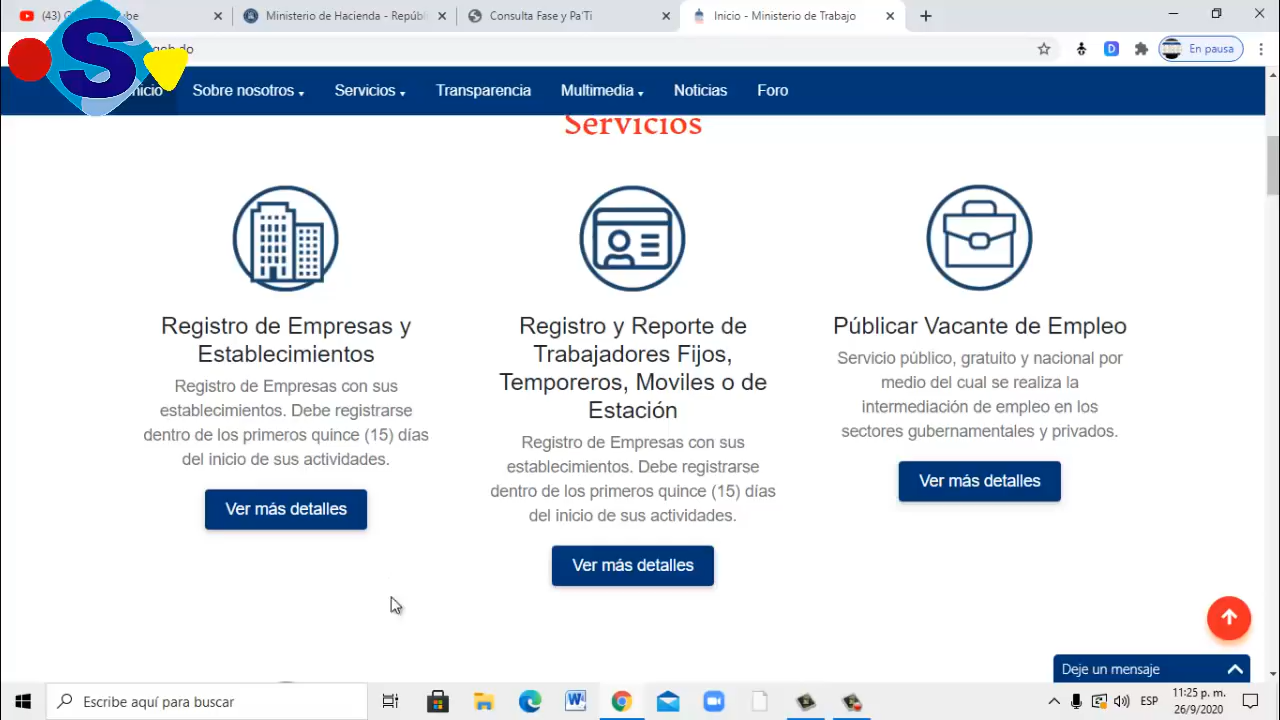 (43)
Ministerio de Hacienda - Repúbl
Consulta Fase y Pa'Ti
Inicio - Ministerio de Trabajo
gob.do
En pausa
S
Inicio
Sobre nosotros
Servicios
Transparencia
Multimedia
Noticias
Foro
Servicios
Registro de Empresas y
Establecimientos
Registro de Empresas con sus
establecimientos. Debe registrarse
dentro de los primeros quince (15) días
del inicio de sus actividades.
Ver más detalles
Registro y Reporte de
Trabajadores Fijos,
Temporeros, Moviles o de
Estación
Registro de Empresas con sus
establecimientos. Debe registrarse
dentro de los primeros quince (15) días
del inicio de sus actividades.
Ver más detalles
Públicar Vacante de Empleo
Servicio público, gratuito y nacional por
medio del cual se realiza la
intermediación de empleo en los
sectores gubernamentales y privados.
Ver más detalles
Deje un mensaje
Escribe aquí para buscar
ESP
11:25 p. m.
26/9/2020